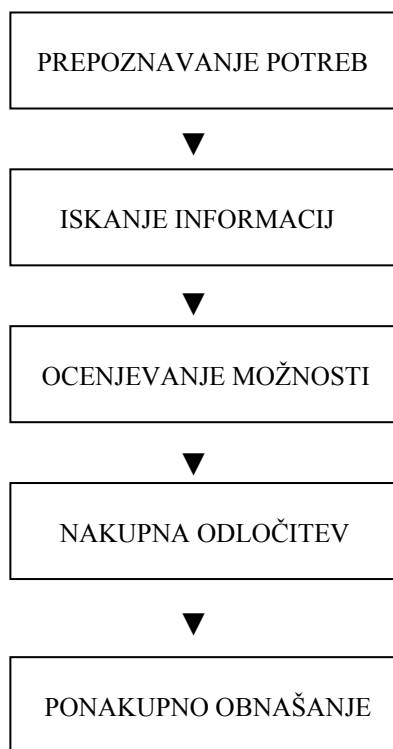 PREPOZNAVANJE POTREB
ISKANJE INFORMACIJ
OCENJEVANJE MOŽNOSTI
NAKUPNA ODLOČITEV
PONAKUPNO OBNAŠANJE